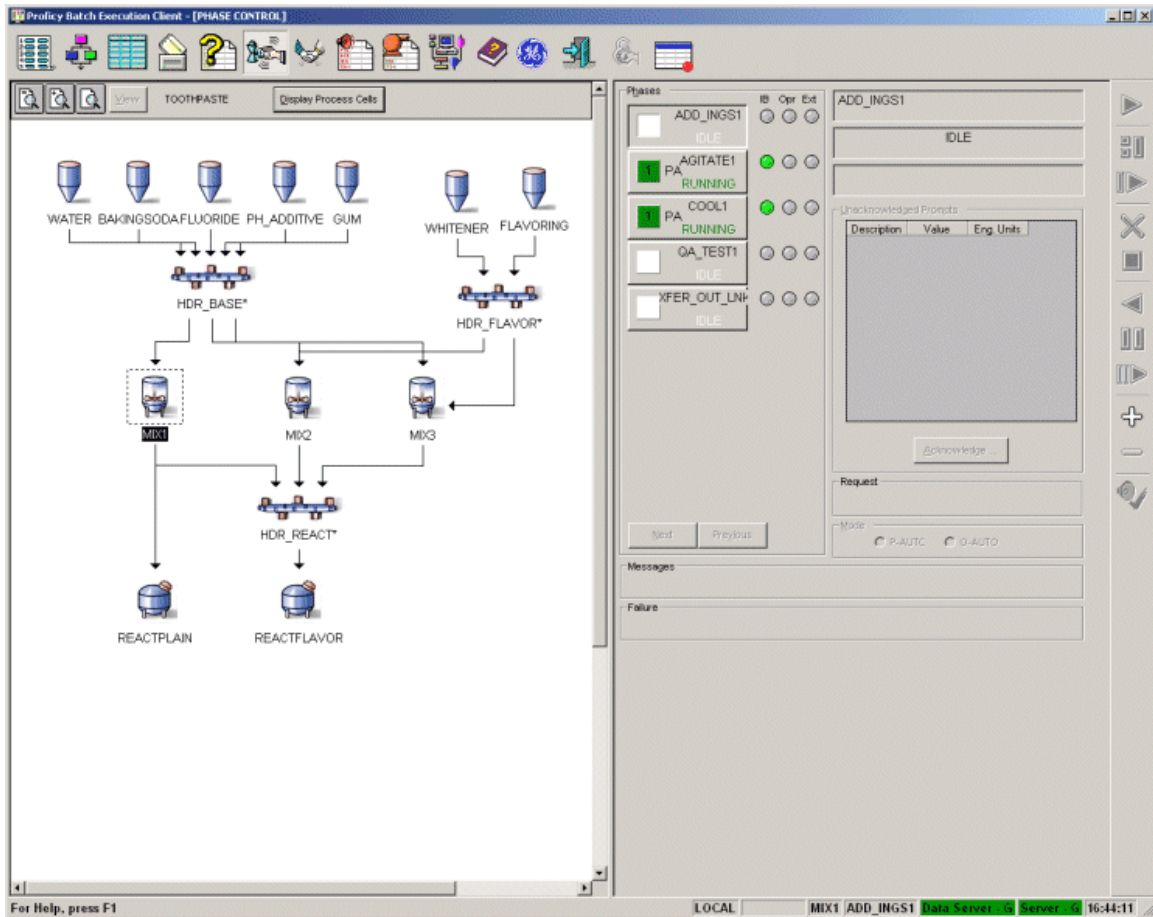 Proficy Batch Execution Client - [PHASE CONTROL]
View TOOTHPASTE Display Process Cells
WATER BAKINGSODA FLUORIDE PH_ADDITIVE GUM
WHITENER FLAVORING
HDR_BASE*
HDR_FLAVOR*
MIX1 MIX2 MIX3
HDR_REACT*
REACTPLAIN REACTFLAVOR
Phases
IB Opr Ext
ADD_INGS1
IDLE
1 PA AGITATE1
RUNNING
1 PA COOL1
RUNNING
QA_TEST1
IDLE
XFER_OUT_LNK
IDLE
Next Previous
ADD_INGS1
IDLE
Unacknowledged Prompts
Description Value Eng. Units
Acknowledge ...
Request
Mode
P-AUTO O-AUTO
Messages
Failure
For Help, press F1 LOCAL MIX1 ADD_INGS1 Data Server - G Server - G 16:44:11